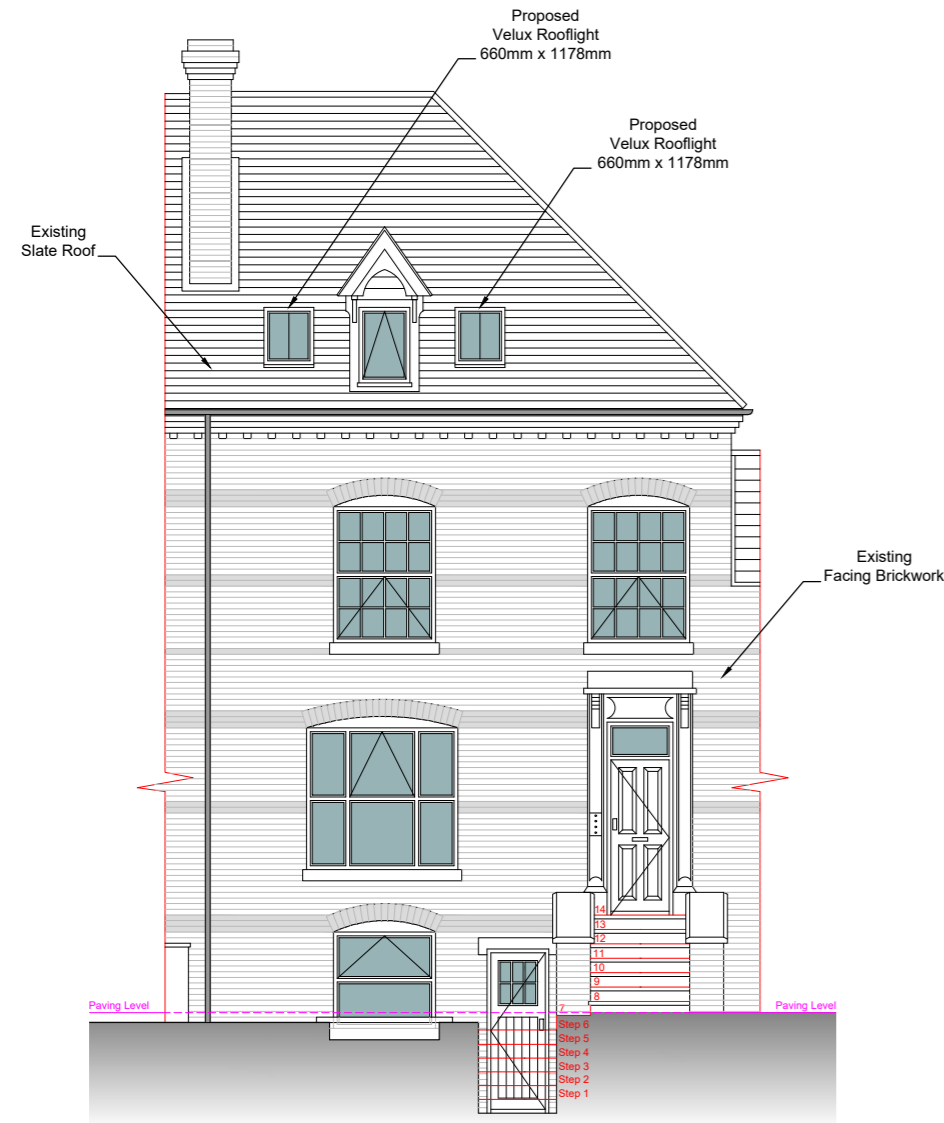 Proposed
Velux Rooflight
660mm x 1178mm
Proposed
Velux Rooflight
660mm x 1178mm
Existing
Slate Roof
Existing
Facing Brickwork
14
13
12
11
10
9
8
Paving Level
7
Paving Level
Step 6
Step 5
Step 4
Step 3
Step 2
Step 1